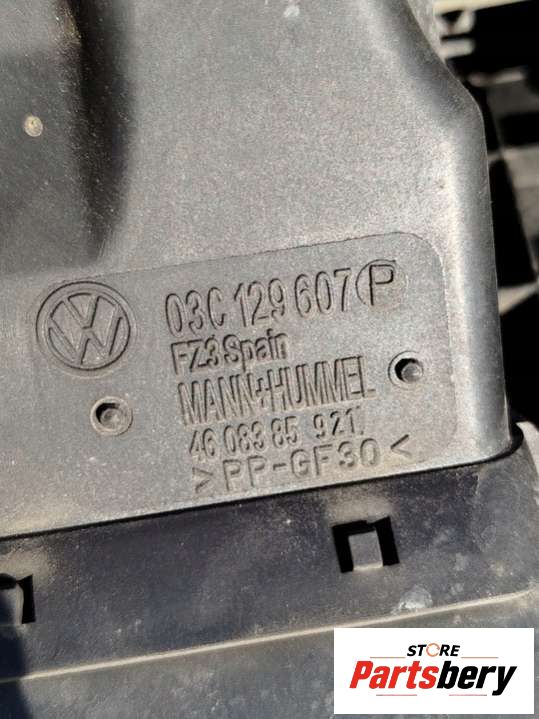 03C 129 607 P
FZ3 Spain
MANN+HUMMEL
46 083 85 921
>PP-GF30<
STORE
Partsbery